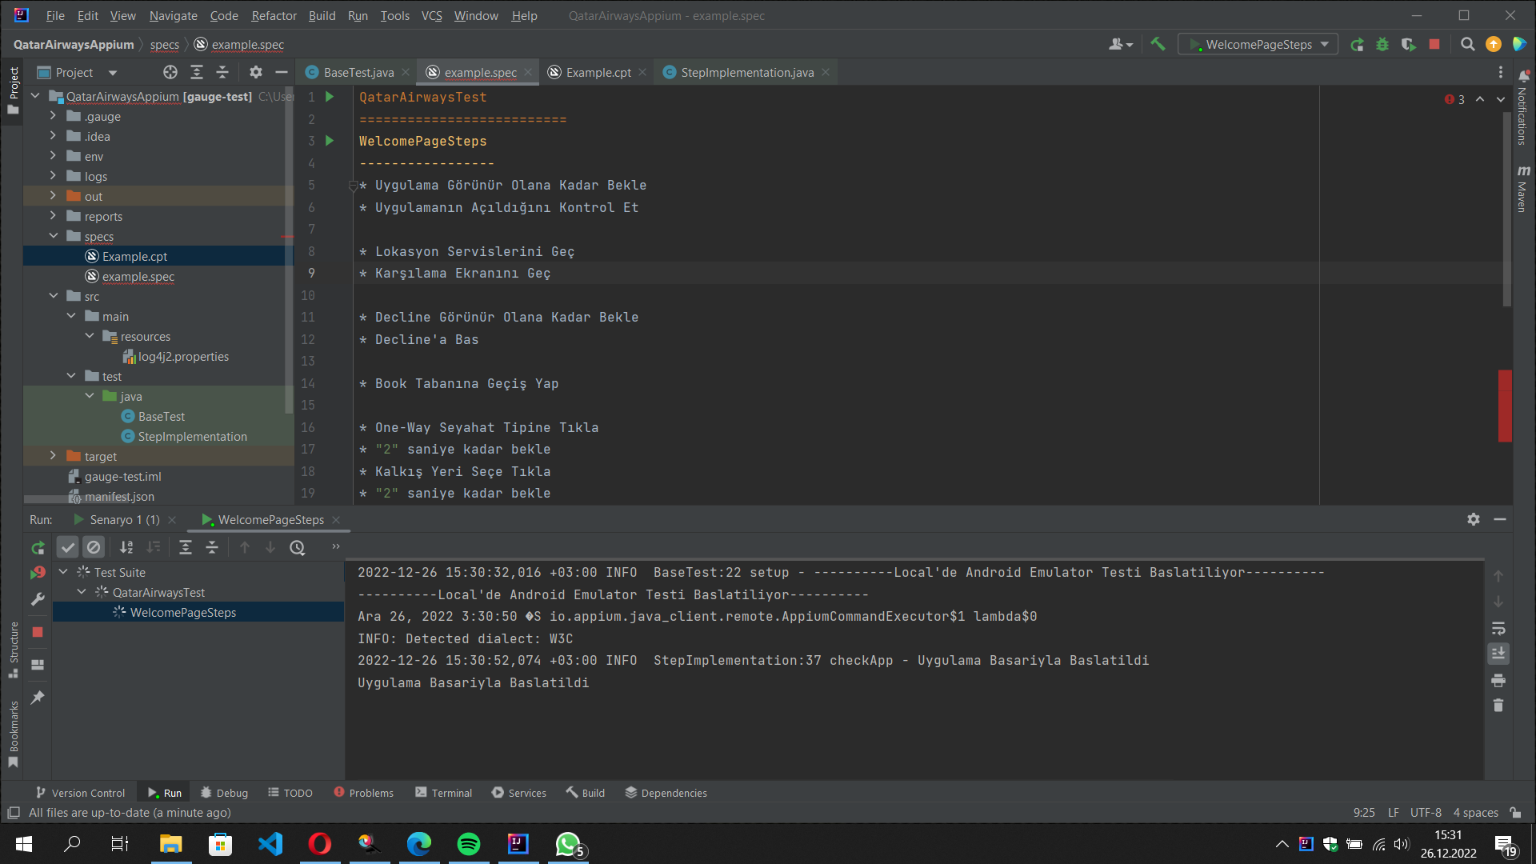 File Edit View Navigate Code Refactor Build Run Tools VCS Window Help QatarAirwaysAppium - example.spec
QatarAirwaysAppium specs example.spec WelcomePageSteps
Project
Project
BaseTest.java example.spec Example.cpt StepImplementation.java
QatarAirwaysAppium [gauge-test] C:\User
.gauge
.idea
env
logs
out
reports
specs
Example.cpt
example.spec
src
main
resources
log4j2.properties
test
java
BaseTest
StepImplementation
target
gauge-test.iml
manifest.json
1 QatarAirwaysTest
2 ==========================
3 WelcomePageSteps
4 -----------------
5 * Uygulama Görünür Olana Kadar Bekle
6 * Uygulamanın Açıldığını Kontrol Et
7
8 * Lokasyon Servislerini Geç
9 * Karşılama Ekranını Geç
10
11 * Decline Görünür Olana Kadar Bekle
12 * Decline'a Bas
13
14 * Book Tabanına Geçiş Yap
15
16 * One-Way Seyahat Tipine Tıkla
17 * "2" saniye kadar bekle
18 * Kalkış Yeri Seçe Tıkla
19 * "2" saniye kadar bekle
3
Notifications
m
Maven
Run: Senaryo 1 (1) WelcomePageSteps
Test Suite
QatarAirwaysTest
WelcomePageSteps
2022-12-26 15:30:32,016 +03:00 INFO  BaseTest:22 setup - ----------Local'de Android Emulator Testi Baslatiliyor----------
----------Local'de Android Emulator Testi Baslatiliyor----------
Ara 26, 2022 3:30:50 �S io.appium.java_client.remote.AppiumCommandExecutor$1 lambda$0
INFO: Detected dialect: W3C
2022-12-26 15:30:52,074 +03:00 INFO  StepImplementation:37 checkApp - Uygulama Basariyla Baslatildi
Uygulama Basariyla Baslatildi
Structure
Bookmarks
Version Control Run Debug TODO Problems Terminal Services Build Dependencies
All files are up-to-date (a minute ago) 9:25 LF UTF-8 4 spaces
5
15:31
26.12.2022
19